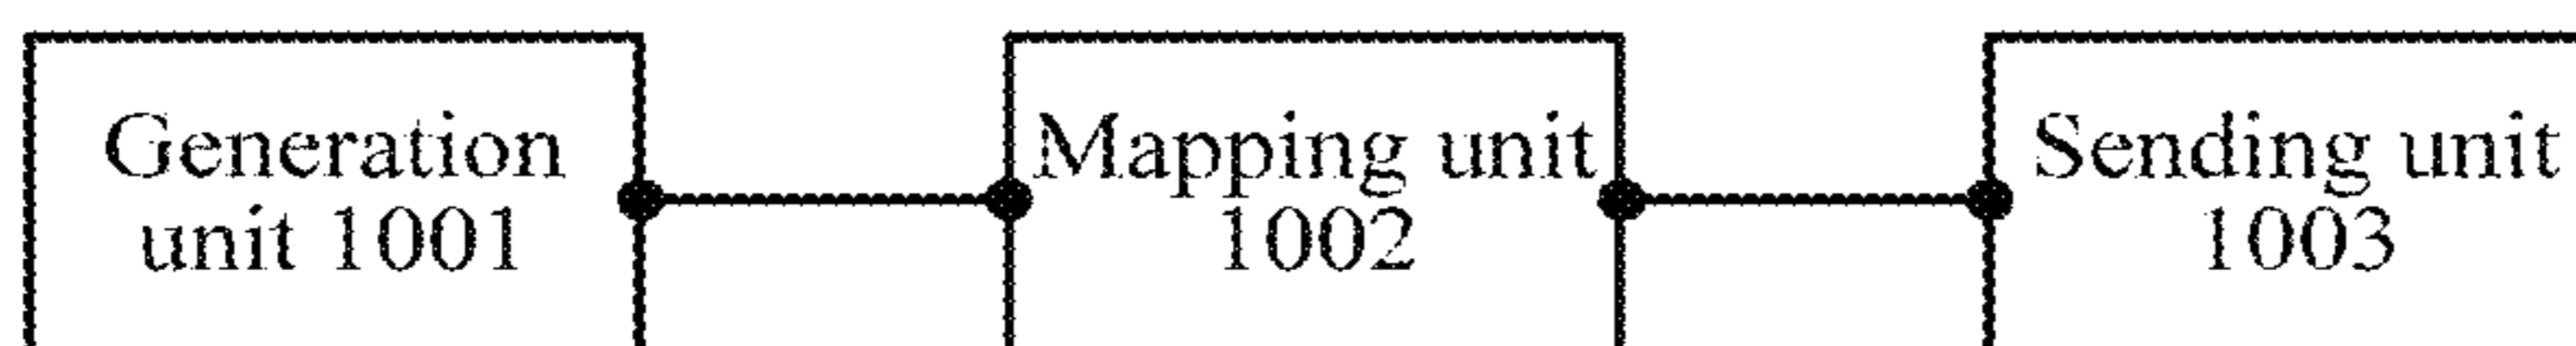 Generation
unit 1001
Mapping unit
1002
Sending unit
1003